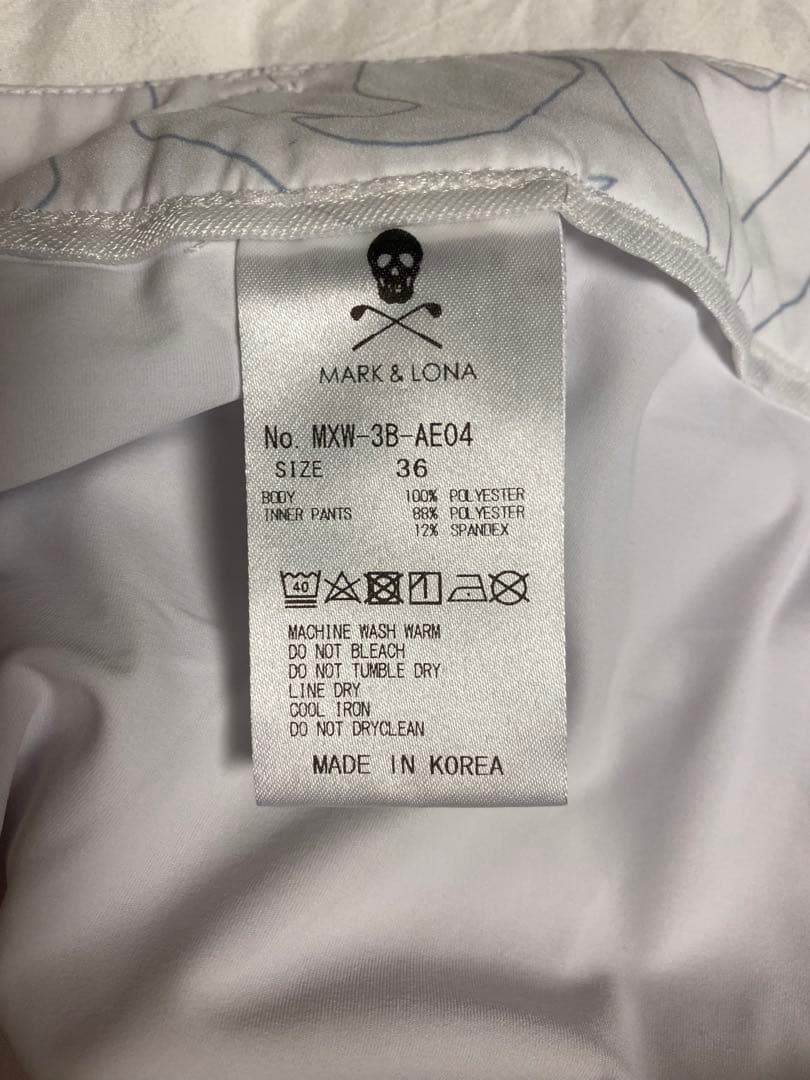 MARK & LONA
No. MXW-3B-AE04
SIZE 36
BODY 100% POLYESTER
INNER PANTS 88% POLYESTER
12% SPANDEX
40 1
MACHINE WASH WARM
DO NOT BLEACH
DO NOT TUMBLE DRY
LINE DRY
COOL IRON
DO NOT DRYCLEAN
MADE IN KOREA